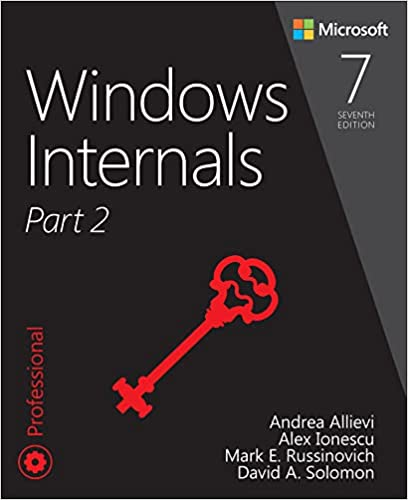 Microsoft
7
SEVENTH
EDITION
Windows
Internals
Part 2
Professional
Andrea Allievi
Alex Ionescu
Mark E. Russinovich
David A. Solomon